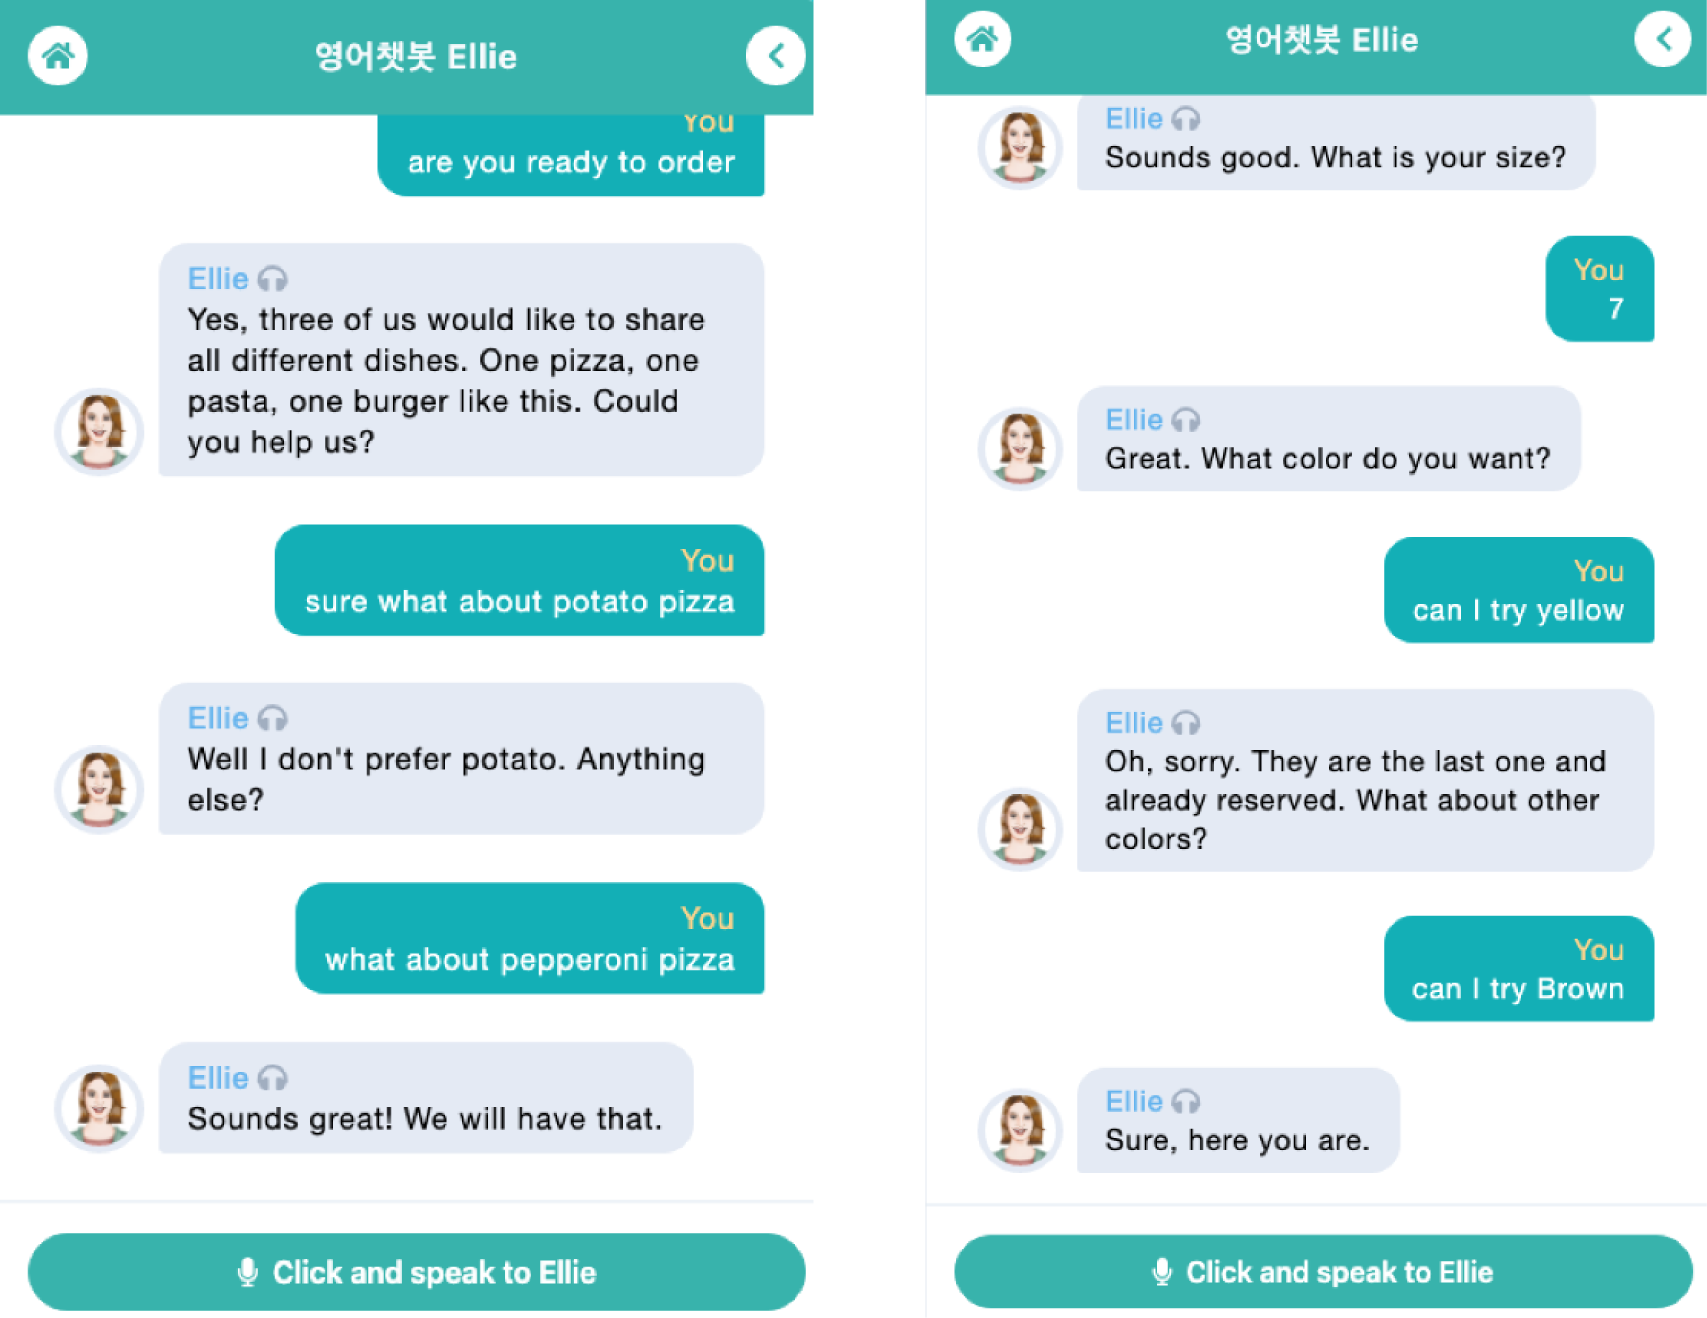 영어챗봇 Ellie
You
are you ready to order
Ellie
Yes, three of us would like to share
all different dishes. One pizza, one
pasta, one burger like this. Could
you help us?
You
sure what about potato pizza
Ellie
Well I don't prefer potato. Anything
else?
You
what about pepperoni pizza
Ellie
Sounds great! We will have that.
Click and speak to Ellie
영어챗봇 Ellie
Ellie
Sounds good. What is your size?
You
7
Ellie
Great. What color do you want?
You
can I try yellow
Ellie
Oh, sorry. They are the last one and
already reserved. What about other
colors?
You
can I try Brown
Ellie
Sure, here you are.
Click and speak to Ellie